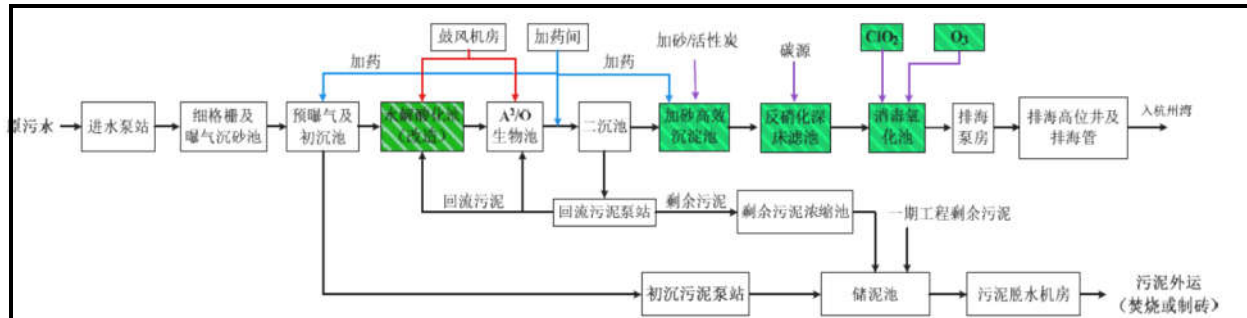 鼓风机房
加药间
加砂/活性炭
碳源
ClO₂
O₃
加药
加药
原污水
进水泵站
细格栅及
曝气沉砂池
预曝气及
初沉池
水解酸化池
(改造)
A²/O
生物池
二沉池
加砂高效
沉淀池
反硝化深
床滤池
消毒氧化池
排海
泵房
排海高位井及
排海管
入杭州湾
回流污泥
回流污泥泵站
剩余污泥
剩余污泥浓缩池
一期工程剩余污泥
初沉污泥泵站
储泥池
污泥脱水机房
污泥外运
(焚烧或制砖)